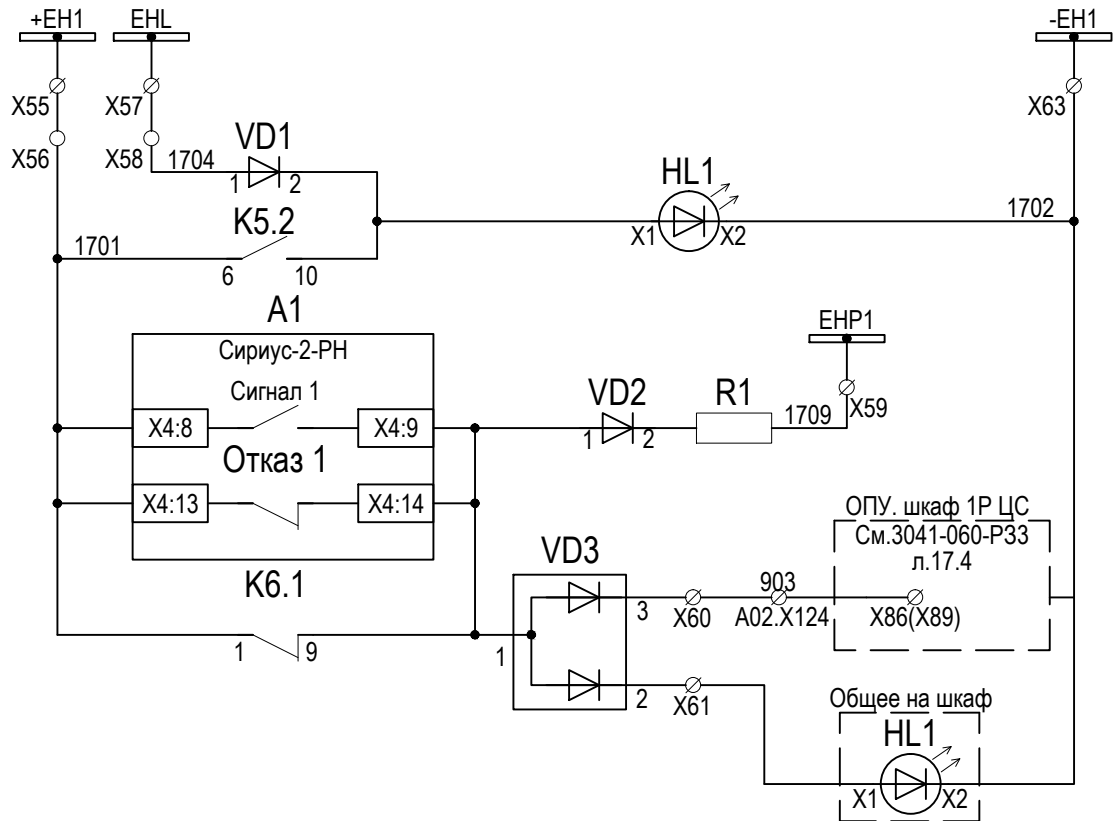 +EH1
EHL
-EH1
X55
X57
X63
X56
X58
1704
VD1
1
2
HL1
X1
X2
1702
K5.2
1701
6
10
A1
Сириус-2-РН
EHP1
Сигнал 1
X4:8
X4:9
VD2
1
2
R1
1709
X59
Отказ 1
X4:13
X4:14
ОПУ. шкаф 1Р ЦС
См.3041-060-РЗЗ
л.17.4
K6.1
VD3
1
9
1
3
2
X60
903
A02.X124
X86(X89)
X61
Общее на шкаф
HL1
X1
X2